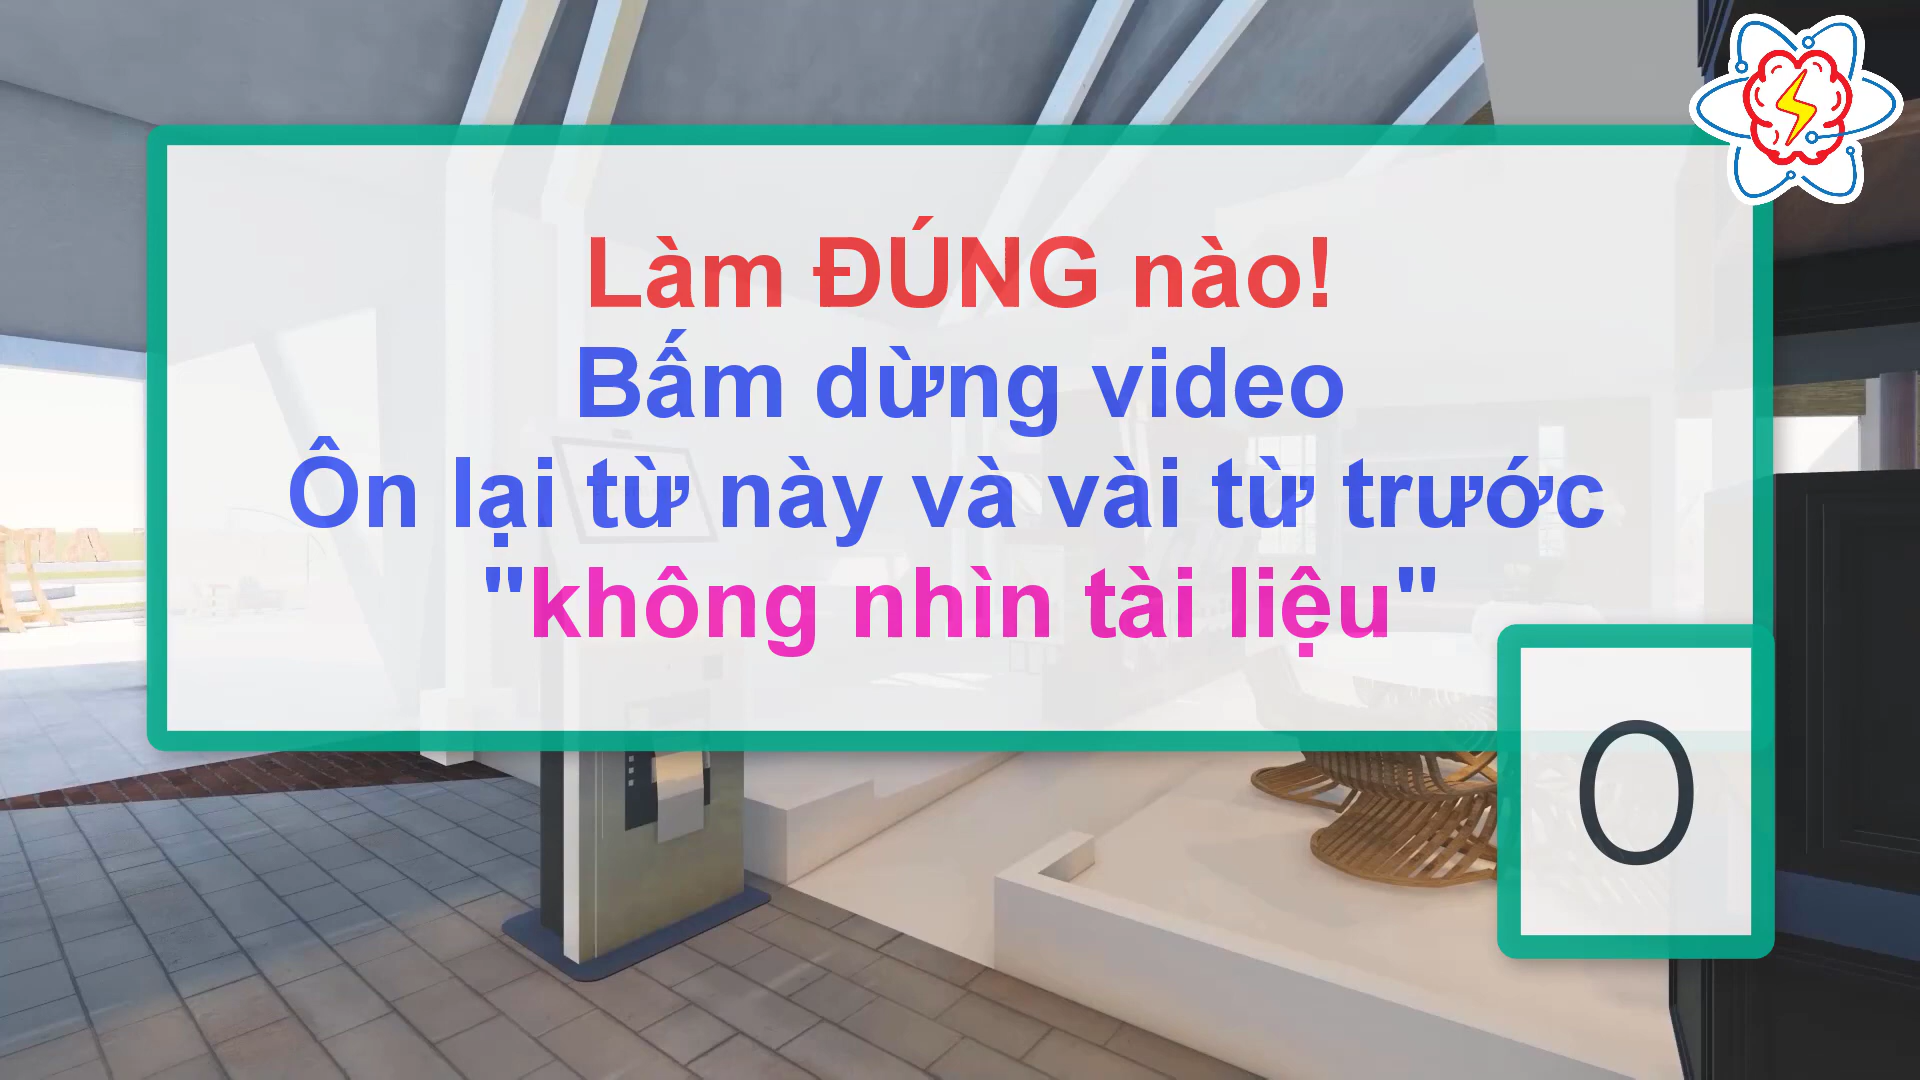 Làm ĐÚNG nào!
Bấm dừng video
Ôn lại từ này và vài từ trước
"không nhìn tài liệu"
0